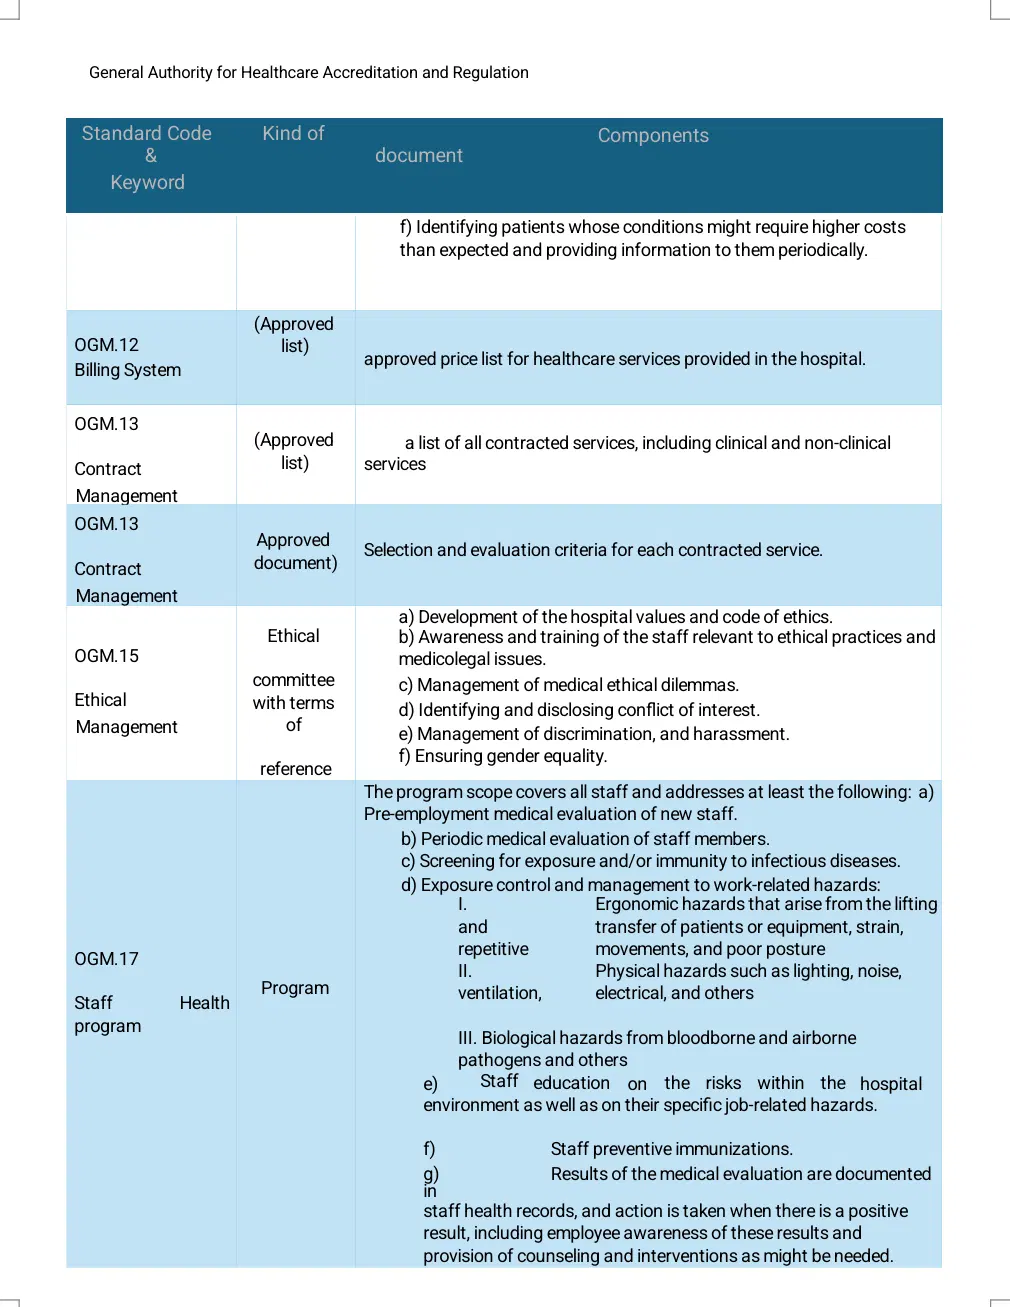 General Authority for Healthcare Accreditation and Regulation
Standard Code
&
Keyword
Kind of
document
Components
f) Identifying patients whose conditions might require higher costs
than expected and providing information to them periodically.
OGM.12
Billing System
(Approved
list)
approved price list for healthcare services provided in the hospital.
OGM.13
Contract
Management
(Approved
list)
a list of all contracted services, including clinical and non-clinical
services
OGM.13
Contract
Management
Approved
document)
Selection and evaluation criteria for each contracted service.
OGM.15
Ethical
Management
Ethical
committee
with terms
of
reference
a) Development of the hospital values and code of ethics.
b) Awareness and training of the staff relevant to ethical practices and
medicolegal issues.
c) Management of medical ethical dilemmas.
d) Identifying and disclosing conflict of interest.
e) Management of discrimination, and harassment.
f) Ensuring gender equality.
OGM.17
Staff Health
program
Program
The program scope covers all staff and addresses at least the following: a)
Pre-employment medical evaluation of new staff.
b) Periodic medical evaluation of staff members.
c) Screening for exposure and/or immunity to infectious diseases.
d) Exposure control and management to work-related hazards:
I. Ergonomic hazards that arise from the lifting
and transfer of patients or equipment, strain,
repetitive movements, and poor posture
II. Physical hazards such as lighting, noise,
ventilation, electrical, and others
III. Biological hazards from bloodborne and airborne
pathogens and others
e) Staff education on the risks within the hospital
environment as well as on their specific job-related hazards.
f) Staff preventive immunizations.
g) Results of the medical evaluation are documented
in
staff health records, and action is taken when there is a positive
result, including employee awareness of these results and
provision of counseling and interventions as might be needed.